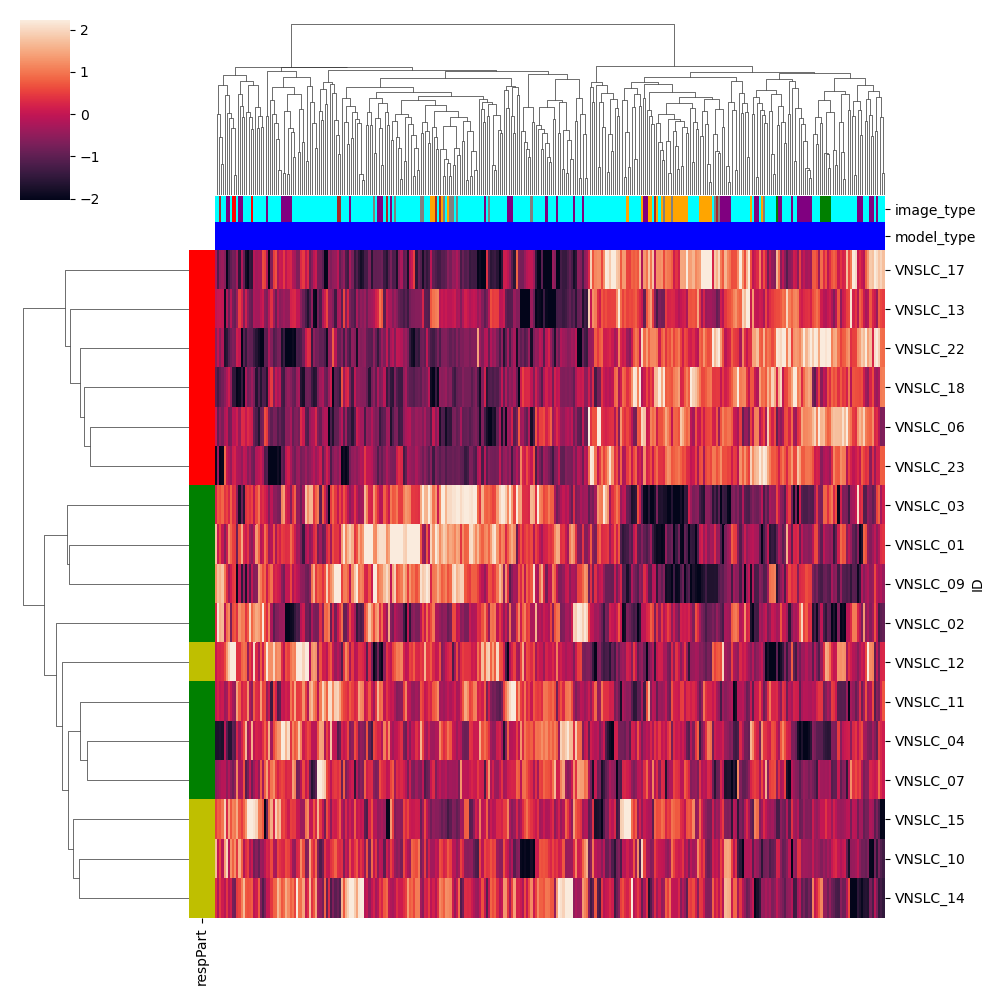 2
1
0
−1
−2
image_type
model_type
VNSLC_17
VNSLC_13
VNSLC_22
VNSLC_18
VNSLC_06
VNSLC_23
VNSLC_03
VNSLC_01
VNSLC_09
VNSLC_02
VNSLC_12
VNSLC_11
VNSLC_04
VNSLC_07
VNSLC_15
VNSLC_10
VNSLC_14
ID
respPart